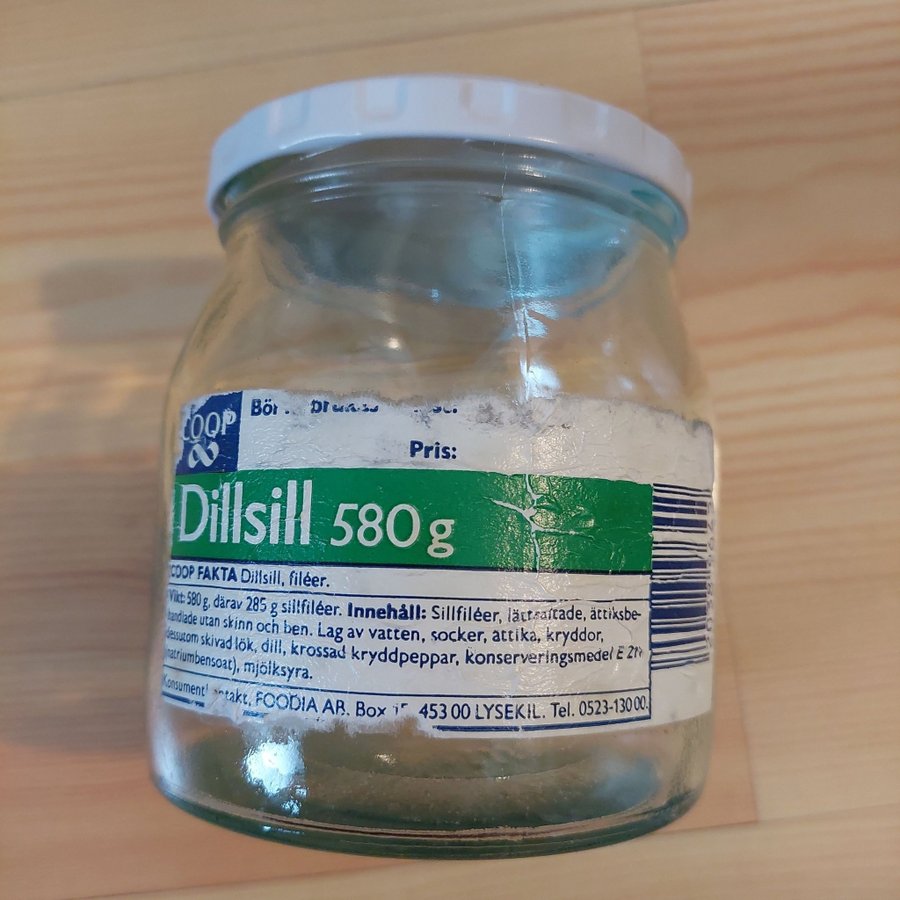 COOP
Pris:
Dillsill 580 g
COOP FAKTA Dillsill, filéer.
Vikt: 580 g, därav 285 g sillfiléer. Innehåll: Sillfiléer, lättsaltade, ättiksbe-
handlade utan skinn och ben. Lag av vatten, socker, ättika, kryddor,
dessutom skivad lök, dill, krossad kryddpeppar, konserveringsmedel E
(natriumbensoat), mjölksyra.
FOODIA AB. Box 453 00 LYSEKIL. Tel. 0523-130 00.